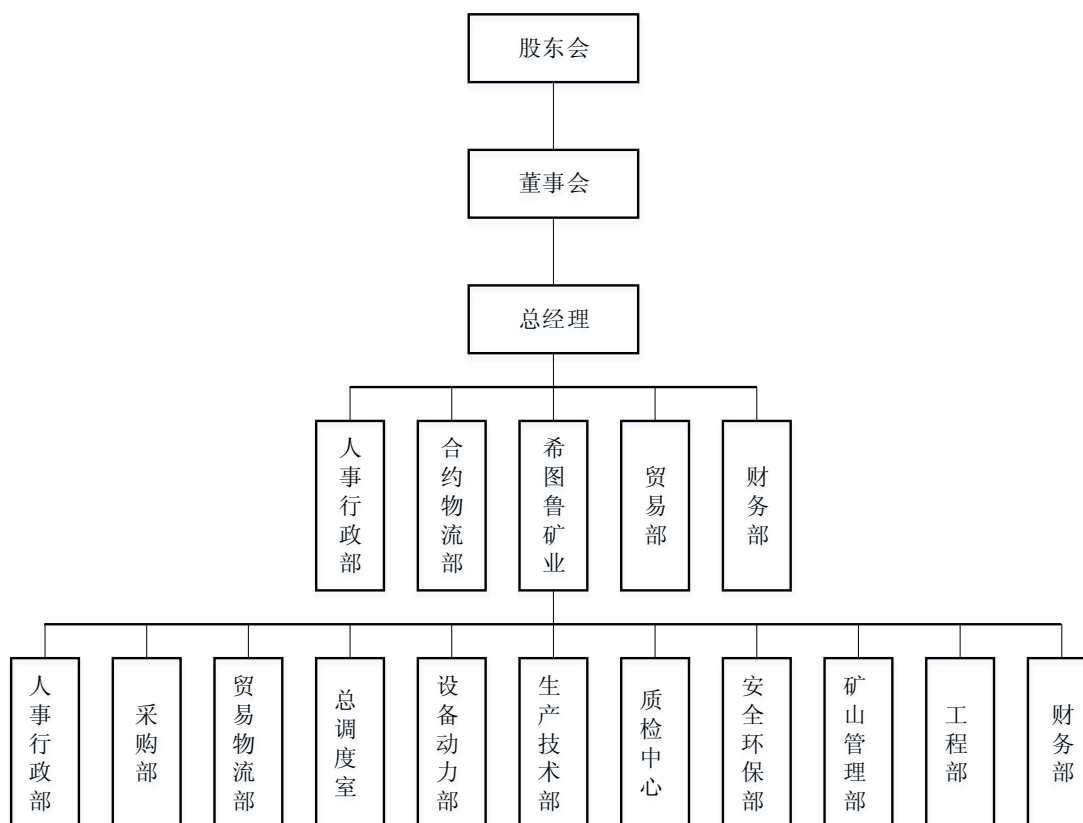 股东会
董事会
总经理
人事行政部
合约物流部
希图鲁矿业
贸易部
财务部
人事行政部
采购部
贸易物流部
总调度室
设备动力部
生产技术部
质检中心
安全环保部
矿山管理部
工程部
财务部